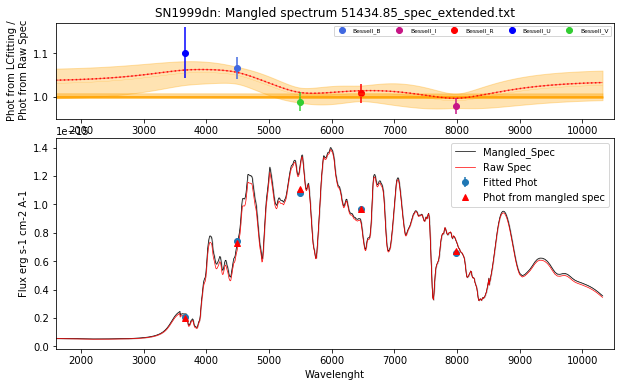 SN1999dn: Mangled spectrum 51434.85_spec_extended.txt
Phot from LCfitting /
Phot from Raw Spec
1.1
1.0
Bessell_B
Bessell_I
Bessell_R
Bessell_U
Bessell_V
2000 3000 4000 5000 6000 7000 8000 9000 10000
Flux erg s-1 cm-2 A-1
1.4
1.2
1.0
0.8
0.6
0.4
0.2
0.0
Mangled_Spec
Raw Spec
Fitted Phot
Phot from mangled spec
2000 3000 4000 5000 6000 7000 8000 9000 10000
Wavelenght